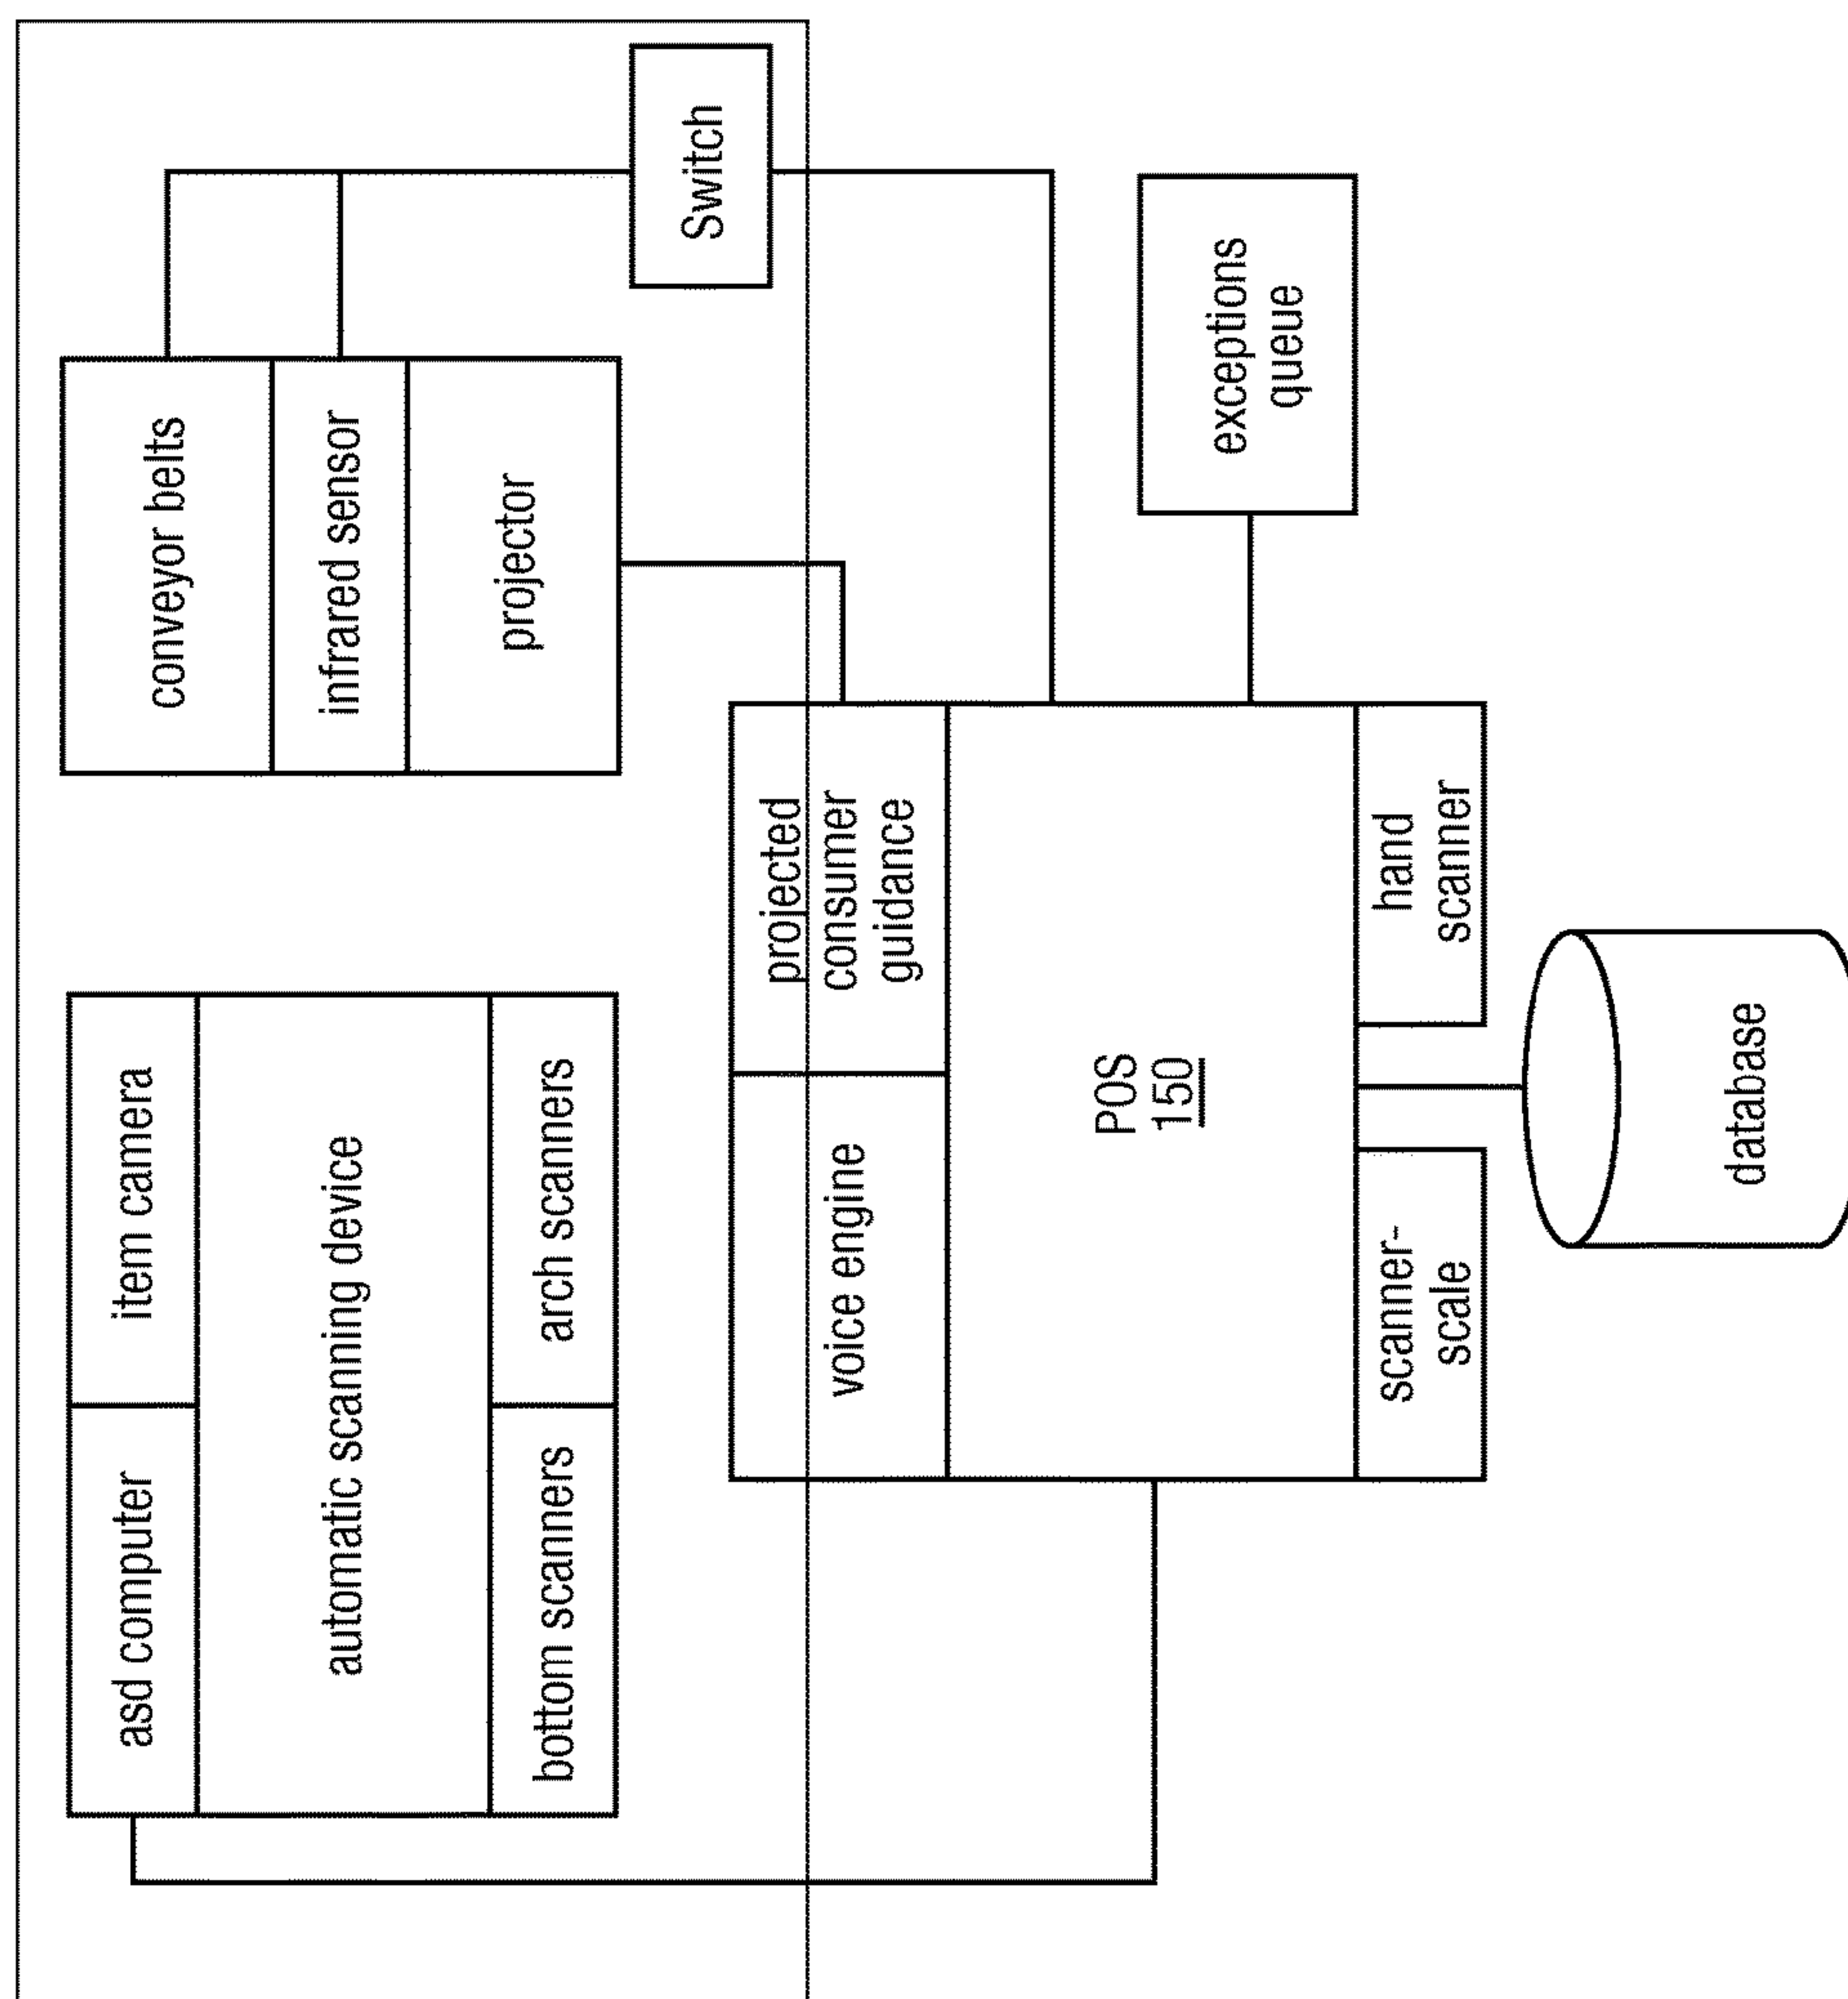 asd computer
item camera
automatic scanning device
bottom scanners
arch scanners
conveyor belts
infrared sensor
projector
Switch
voice engine
projected
consumer
guidance
POS
150
scanner-
scale
hand
scanner
exceptions
queue
database